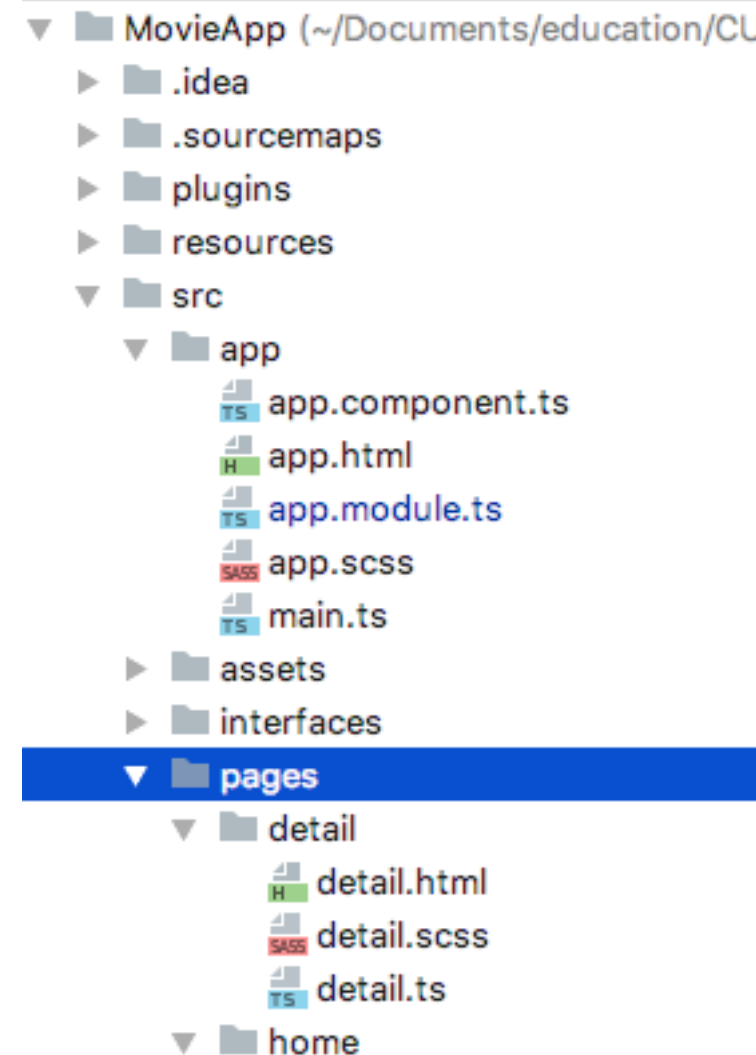 MovieApp (~/Documents/education/CU
.idea
.sourcemaps
plugins
resources
src
app
TS app.component.ts
H app.html
TS app.module.ts
SASS app.scss
TS main.ts
assets
interfaces
pages
detail
H detail.html
SASS detail.scss
TS detail.ts
home